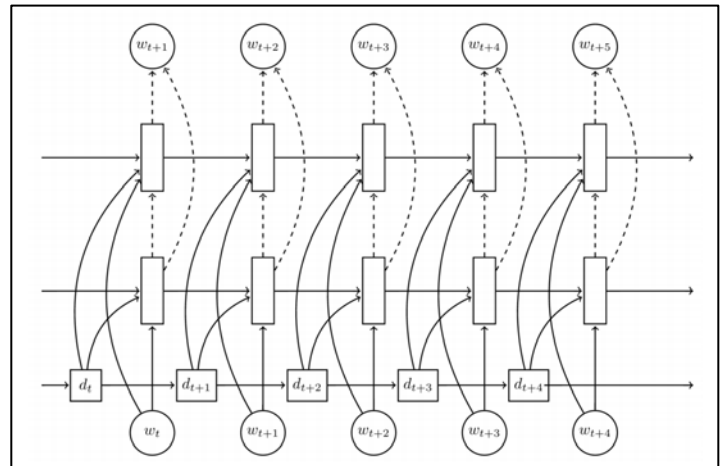 w_{t+1} w_{t+2} w_{t+3} w_{t+4} w_{t+5}
d_t d_{t+1} d_{t+2} d_{t+3} d_{t+4}
w_t w_{t+1} w_{t+2} w_{t+3} w_{t+4}